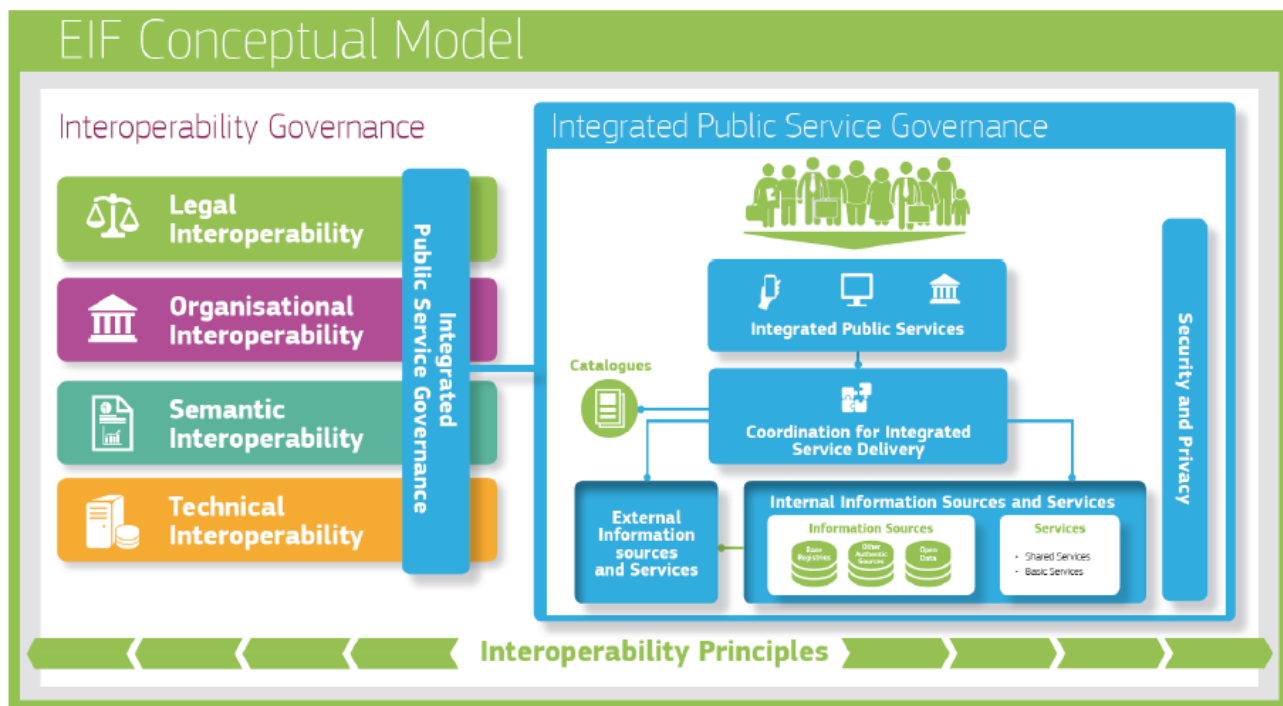 EIF Conceptual Model
Interoperability Governance
Legal
Interoperability
Organisational
Interoperability
Semantic
Interoperability
Technical
Interoperability
Integrated
Public Service Governance
Integrated Public Service Governance
Integrated Public Services
Catalogues
Coordination for Integrated
Service Delivery
External
Information
sources
and Services
Internal Information Sources and Services
Information Sources
Base
Registries
Other
Authentic
Sources
Open
Data
Services
- Shared Services
- Basic Services
Security and Privacy
Interoperability Principles